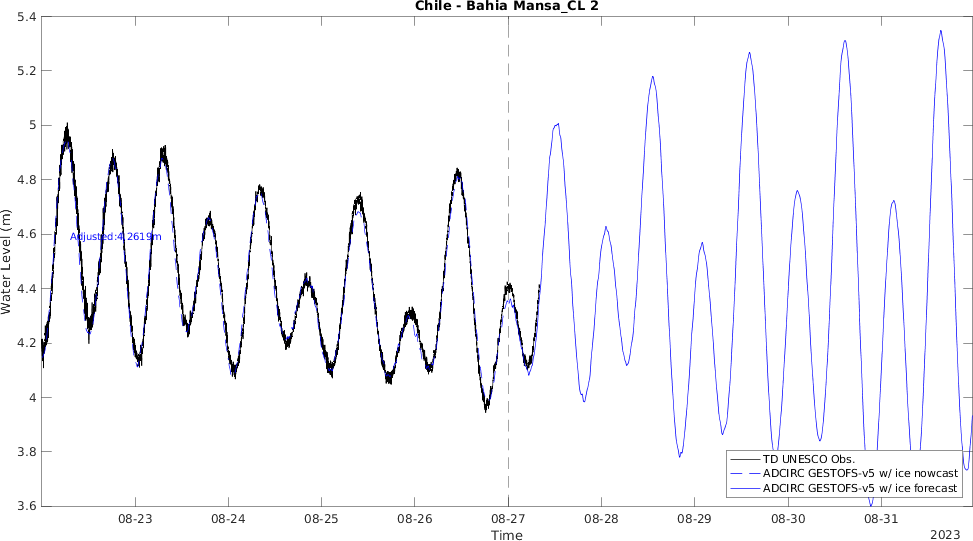 Chile - Bahia Mansa_CL 2
5.4
5.2
5
4.8
4.6
4.4
4.2
4
3.8
3.6
Water Level (m)
Adjusted:4.2619m
TD UNESCO Obs.
ADCIRC GESTOFS-v5 w/ ice nowcast
ADCIRC GESTOFS-v5 w/ ice forecast
08-23
08-24
08-25
08-26
08-27
08-28
08-29
08-30
08-31
Time
2023